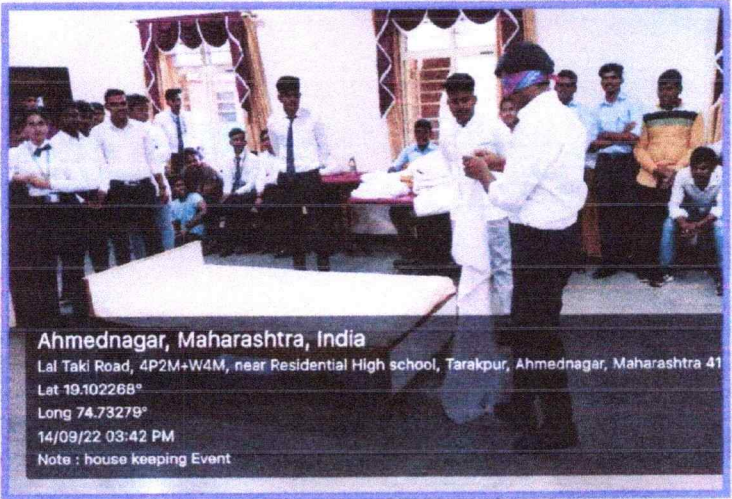 Ahmednagar, Maharashtra, India
Lal Taki Road, 4P2M+W4M, near Residential High school, Tarakpur, Ahmednagar, Maharashtra 41
Lat 19.102268°
Long 74.73279°
14/09/22 03:42 PM
Note : house keeping Event